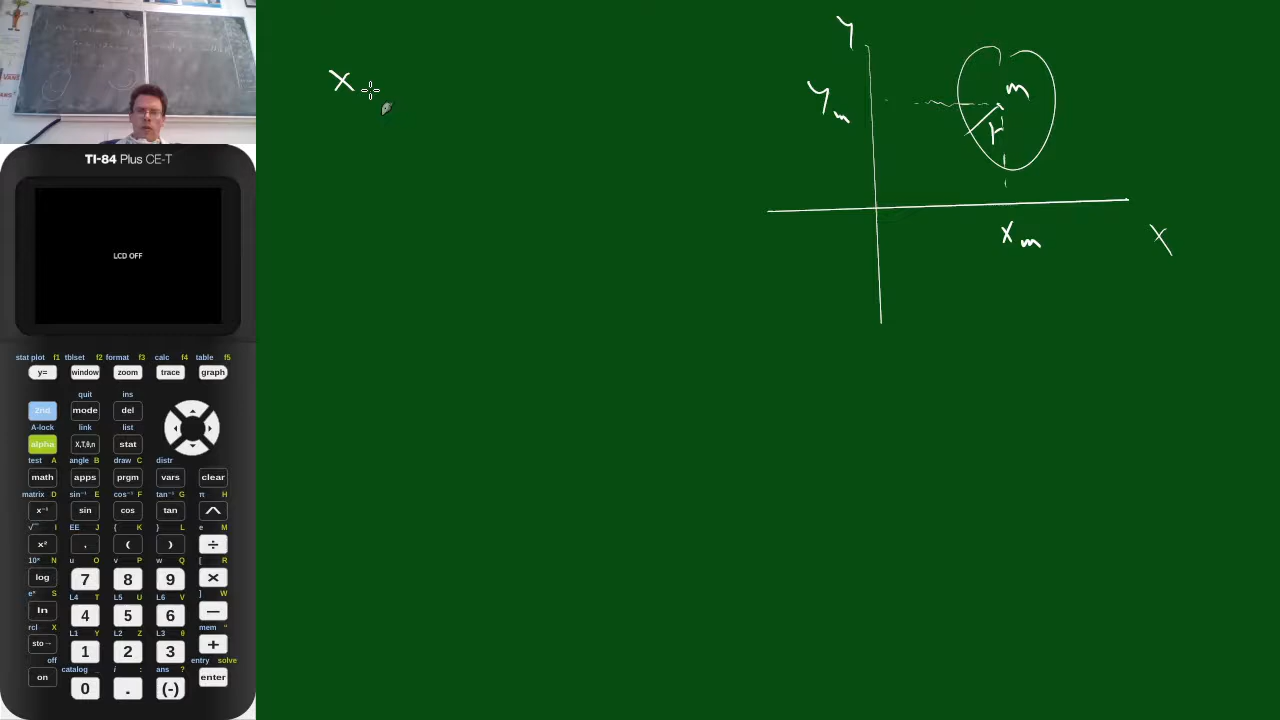 TI-84 Plus CE-T
LCD OFF
stat plot f1 tblset f2 format f3 calc f4 table f5
y= window zoom trace graph
quit ins
2nd mode del
A-lock link list
alpha X,T,θ,n stat
test A angle B draw C distr
math apps prgm vars clear
matrix D sin⁻¹ E cos⁻¹ F tan⁻¹ G π H
x⁻¹ sin cos tan ^
√ I EE J { K } L e M
x² , ( ) ÷
10ˣ N u O v P w Q [ R
log 7 8 9 ×
eˣ S L4 T L5 U L6 V ] W
ln 4 5 6 —
rcl X L1 Y L2 Z L3 θ mem "
sto→ 1 2 3 +
off catalog _ i : ans ? entry solve
on 0 . (-) enter
x
y
y m
m
r
x m
x